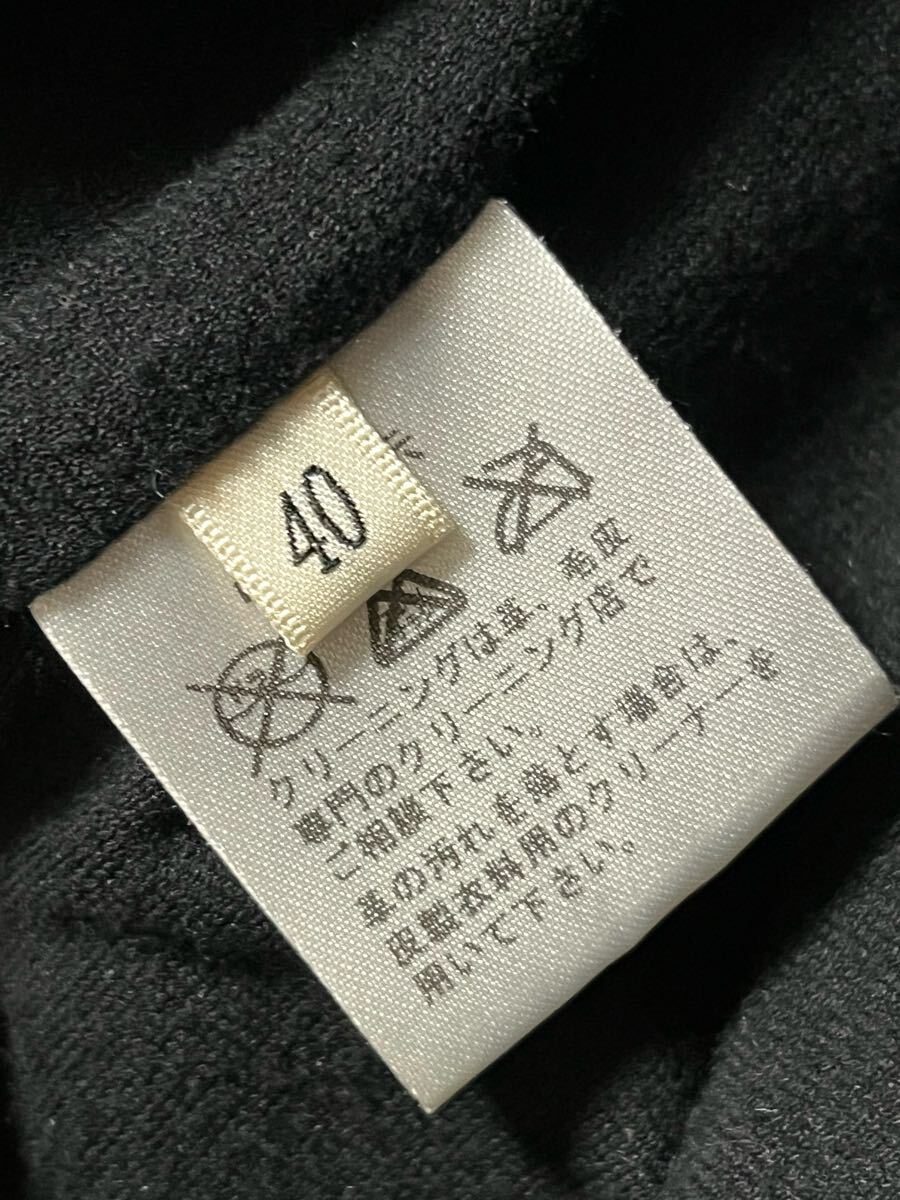 40
クリーニングは革、毛皮
専門のクリーニング店で
ご相談下さい。
革の汚れを落とす場合は、
皮革衣料用のクリーナーを
用いて下さい。